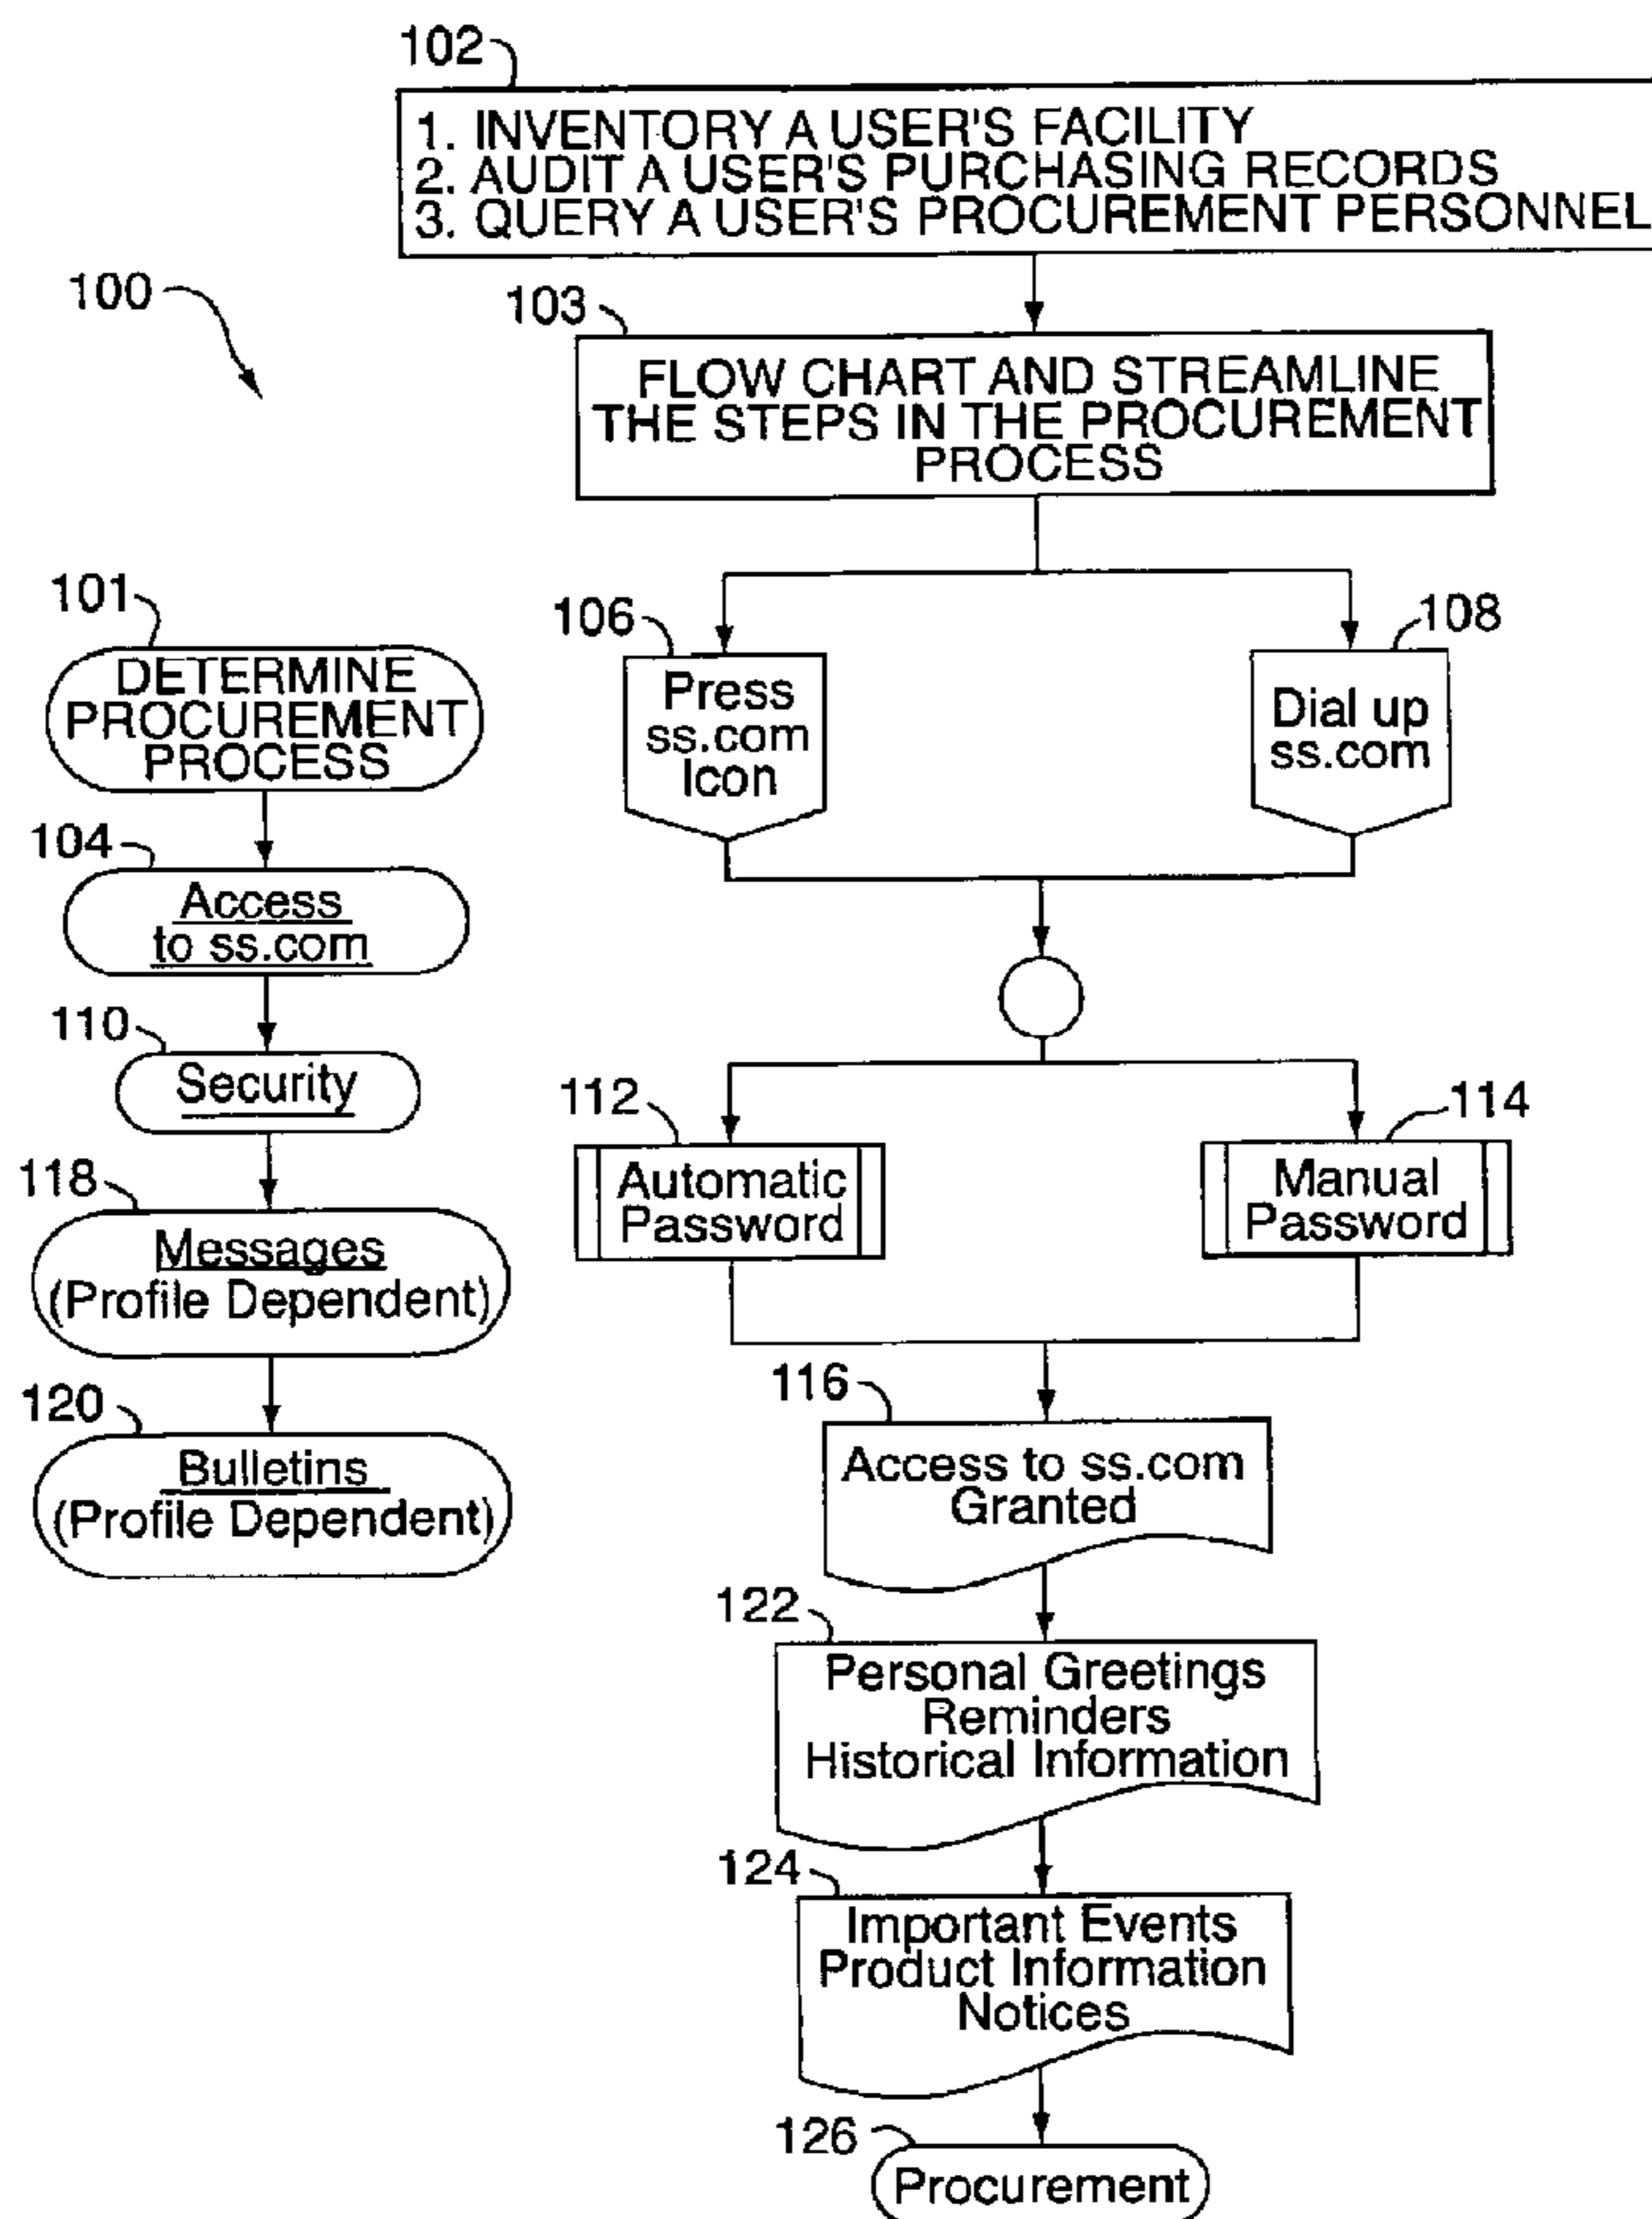 102
1. INVENTORY A USER'S FACILITY
2. AUDIT A USER'S PURCHASING RECORDS
3. QUERY A USER'S PROCUREMENT PERSONNEL
100
103
FLOW CHART AND STREAMLINE
THE STEPS IN THE PROCUREMENT
PROCESS
101
DETERMINE
PROCUREMENT
PROCESS
106
Press
ss.com
Icon
108
Dial up
ss.com
104
Access
to ss.com
110
Security
112
Automatic
Password
114
Manual
Password
118
Messages
(Profile Dependent)
116
Access to ss.com
Granted
120
Bulletins
(Profile Dependent)
122
Personal Greetings
Reminders
Historical Information
124
Important Events
Product Information
Notices
126
Procurement